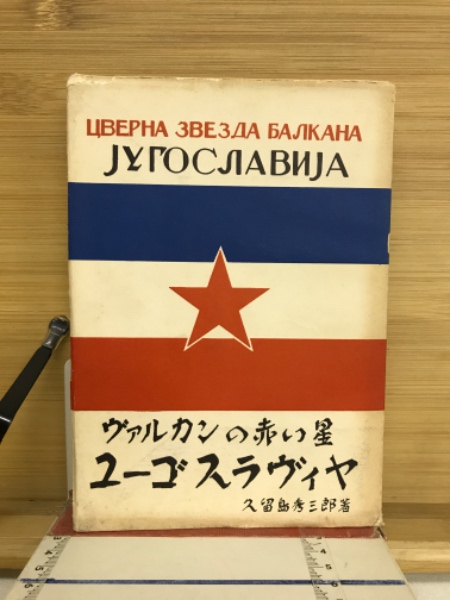 ЦВЕРНА ЗВЕЗДА БАЛКАНА
ЈУГОСЛАВИЈА
ヴァルカンの赤い星
ユーゴスラヴィヤ
久留島秀三郎著